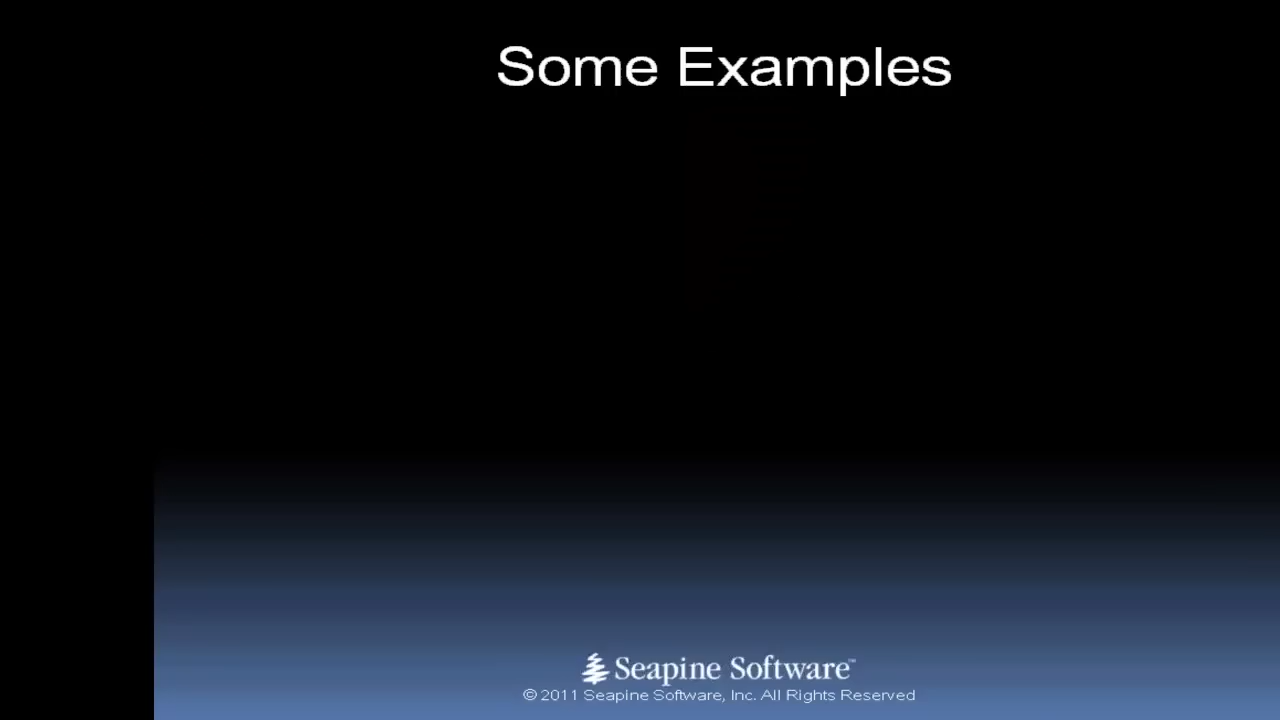 Some Examples
Seapine Software™
© 2011 Seapine Software, Inc. All Rights Reserved